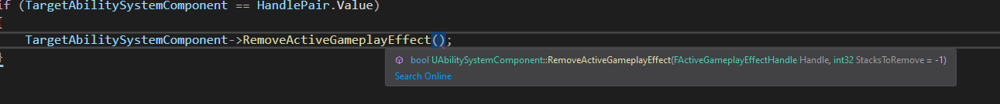 if (TargetAbilitySystemComponent == HandlePair.Value)
{
TargetAbilitySystemComponent->RemoveActiveGameplayEffect();
}
bool UAbilitySystemComponent::RemoveActiveGameplayEffect(FActiveGameplayEffectHandle Handle, int32 StacksToRemove = -1)
Search Online